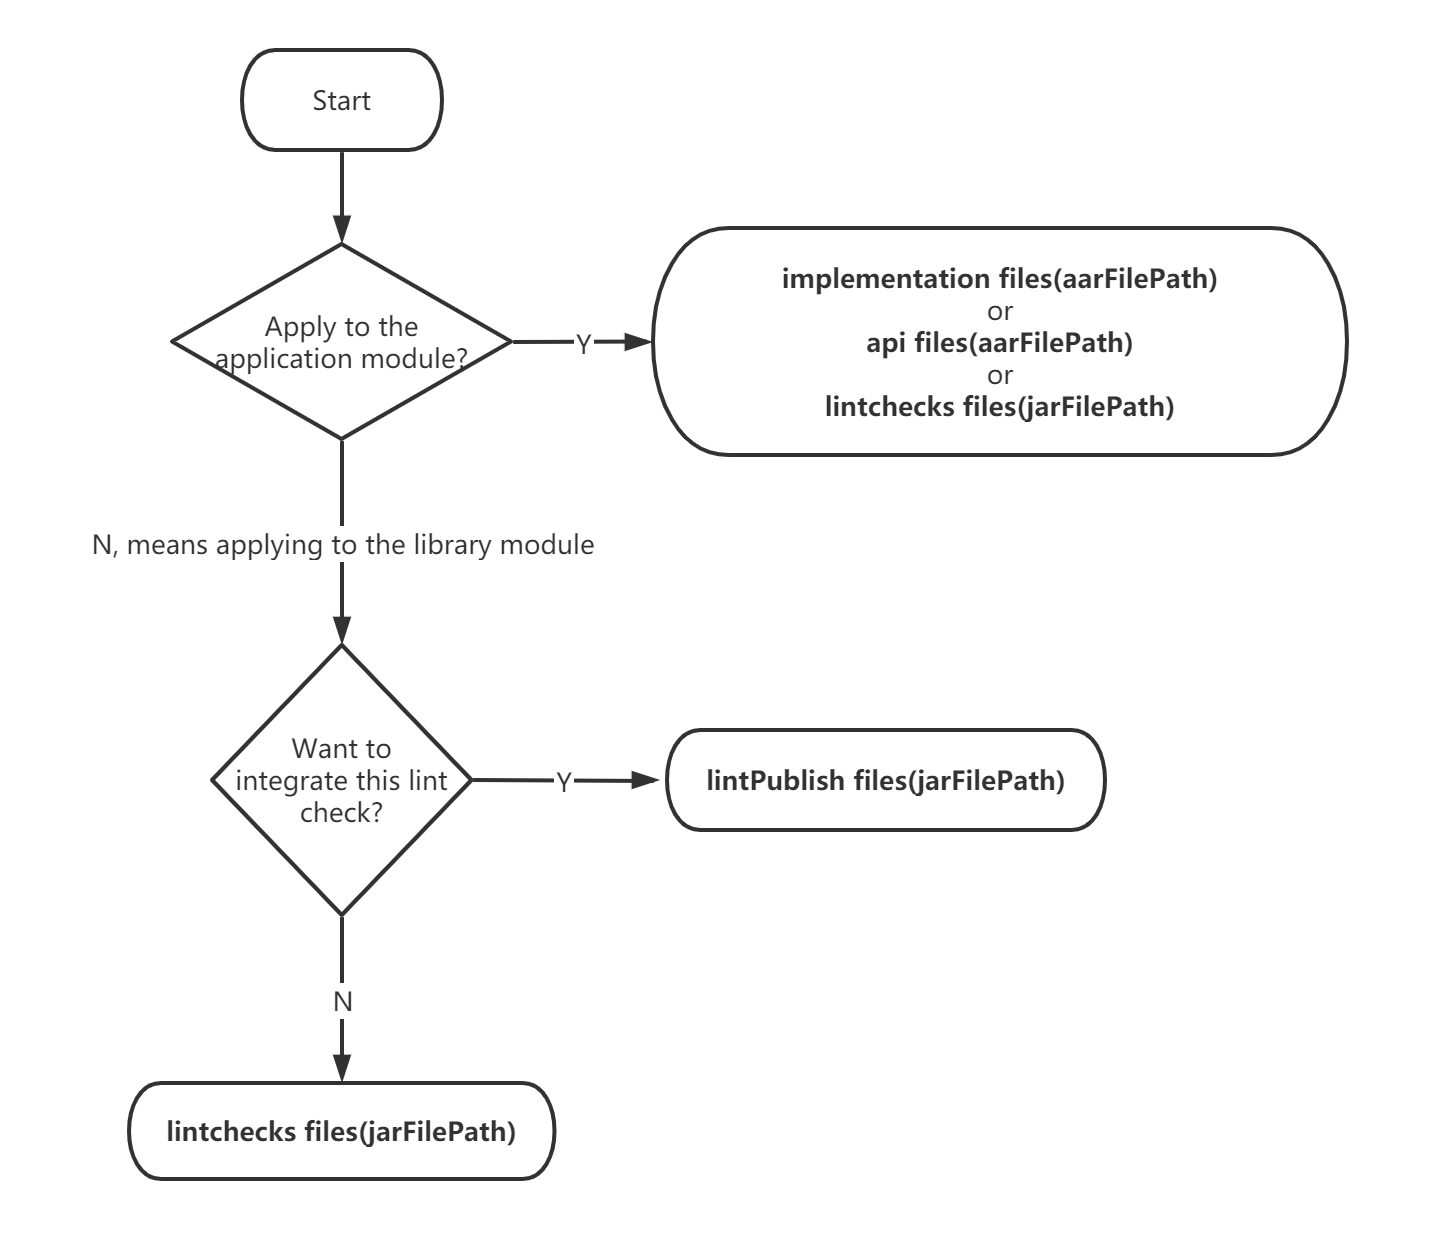 Start
Apply to the
application module?
Y
implementation files(aarFilePath)
or
api files(aarFilePath)
or
lintchecks files(jarFilePath)
N, means applying to the library module
Want to
integrate this lint
check?
Y
lintPublish files(jarFilePath)
N
lintchecks files(jarFilePath)